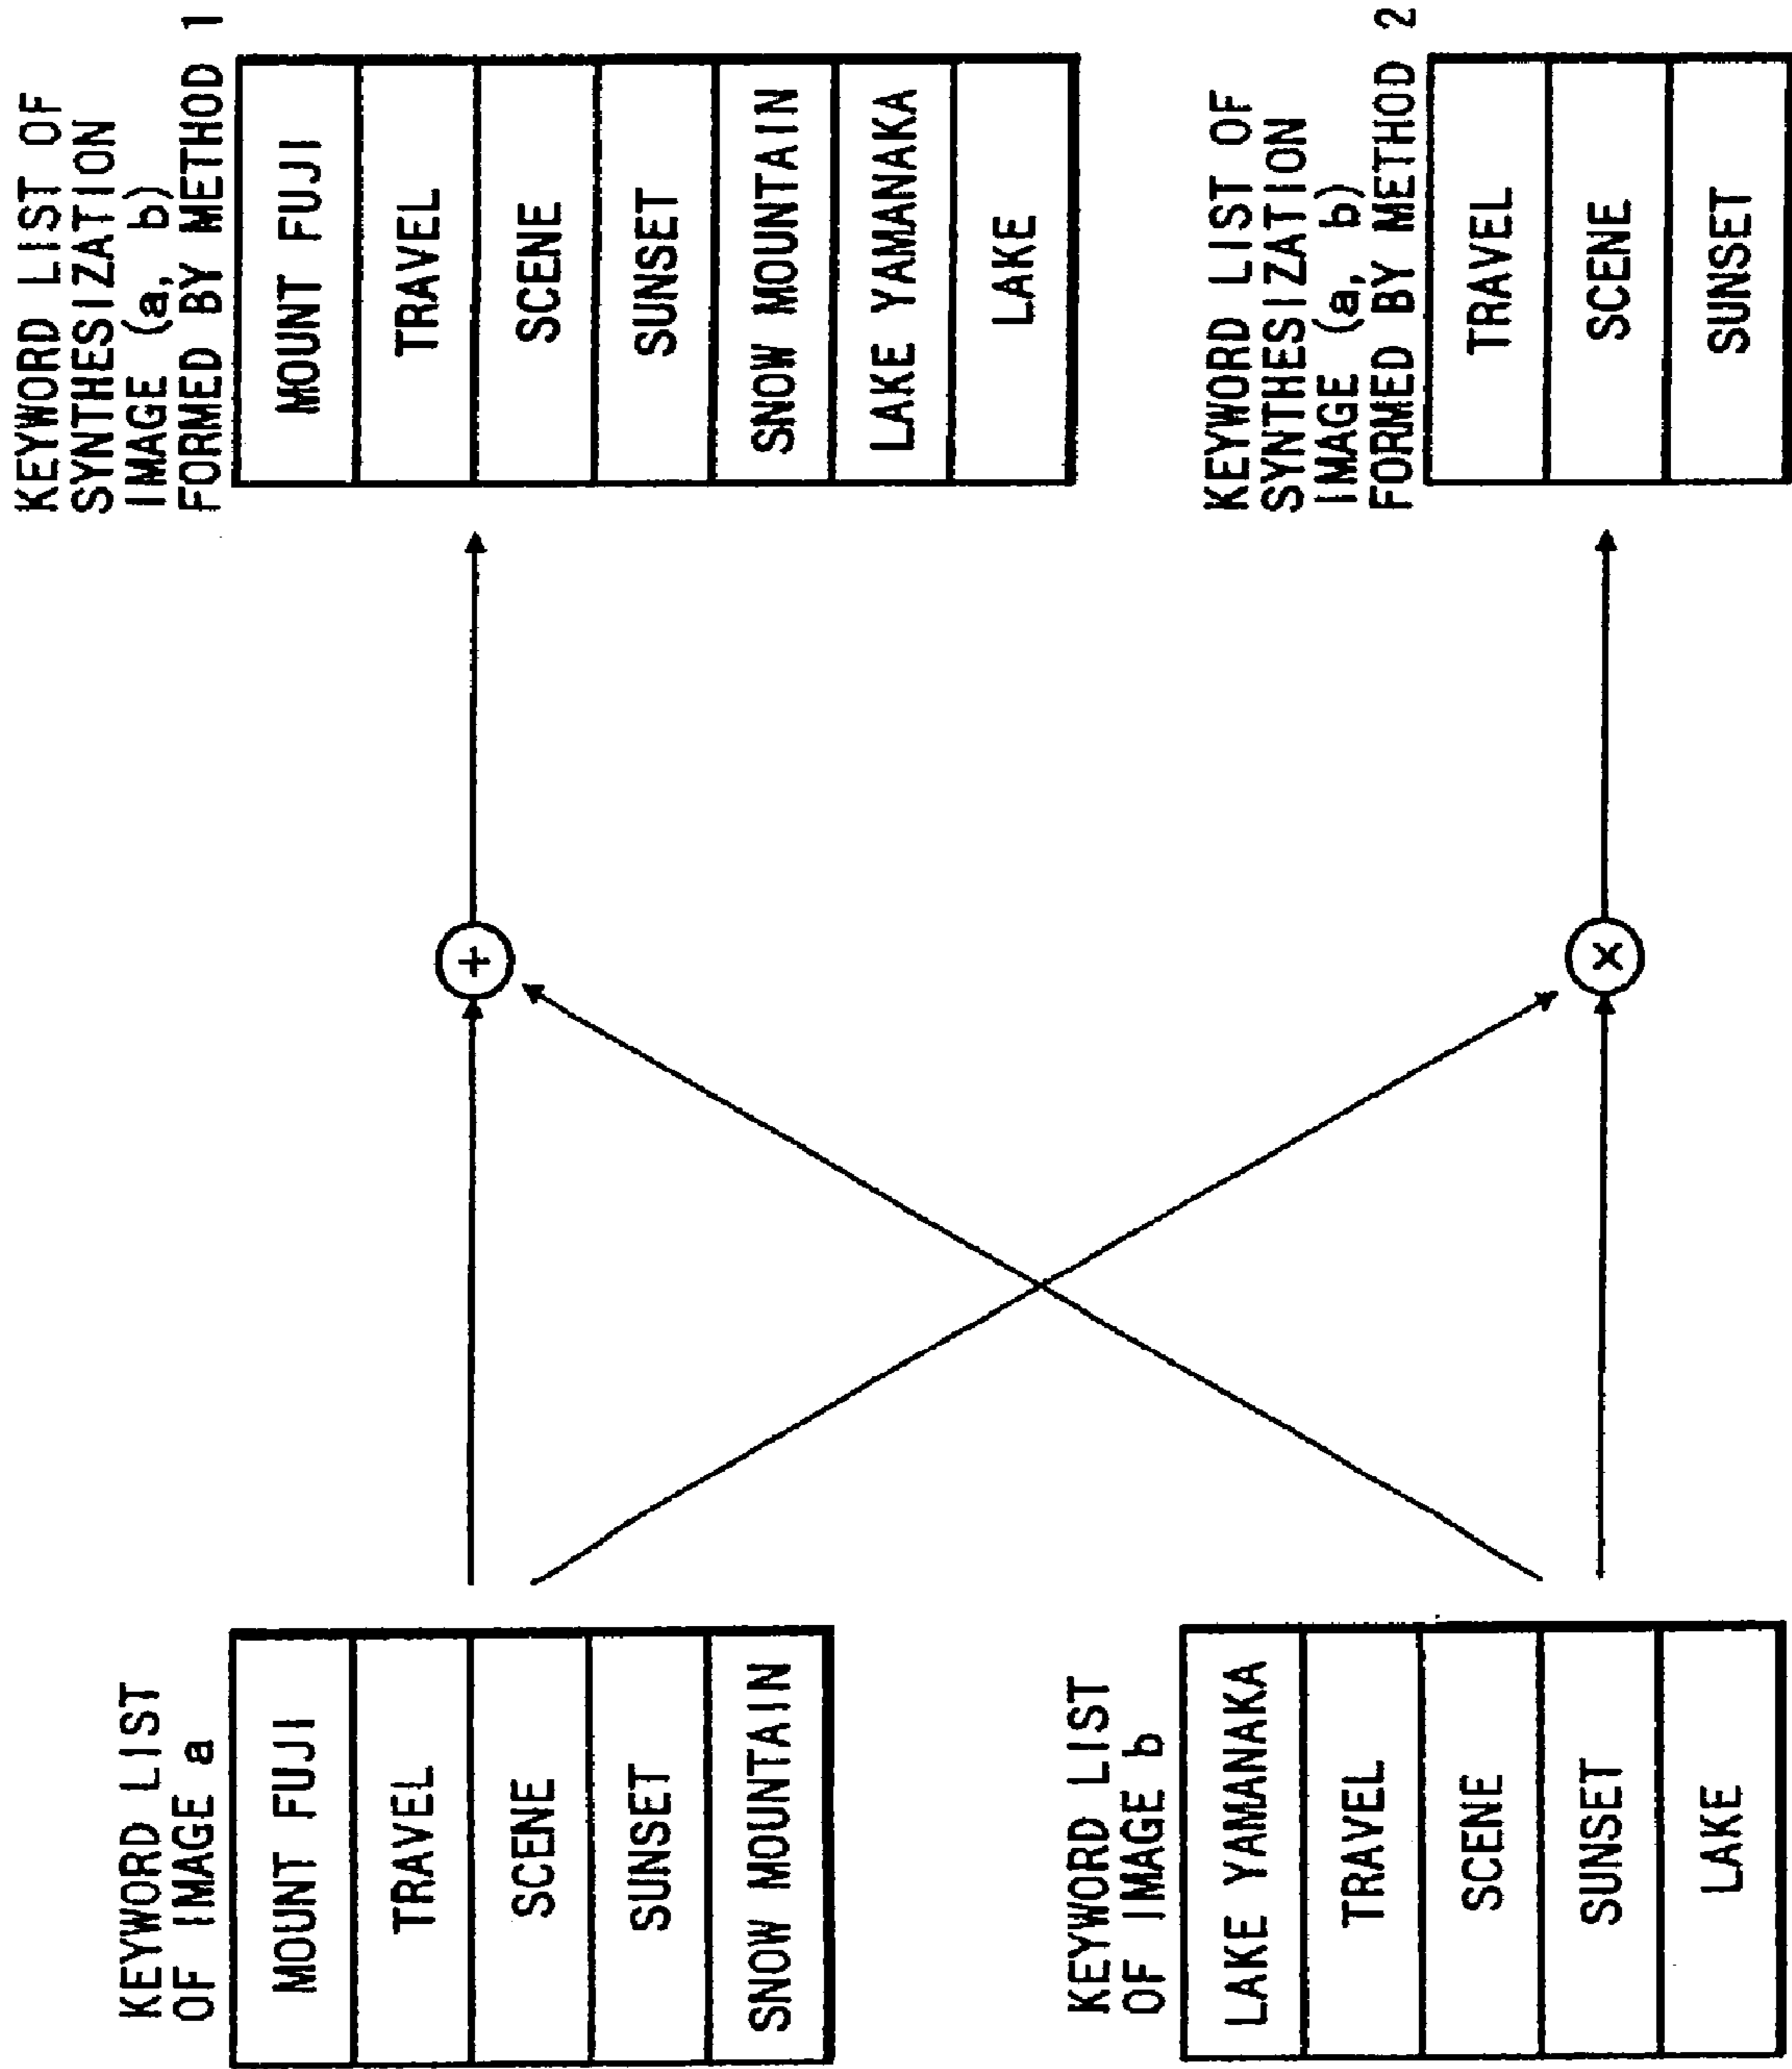 KEYWORD LIST
OF IMAGE a
MOUNT FUJI
TRAVEL
SCENE
SUNSET
SNOW MOUNTAIN
KEYWORD LIST
OF IMAGE b
LAKE YAMANAKA
TRAVEL
SCENE
SUNSET
LAKE
+
×
KEYWORD LIST OF
SYNTHESIZATION
IMAGE (a, b)
FORMED BY METHOD 1
MOUNT FUJI
TRAVEL
SCENE
SUNSET
SNOW MOUNTAIN
LAKE YAMANAKA
LAKE
KEYWORD LIST OF
SYNTHESIZATION
IMAGE (a, b)
FORMED BY METHOD 2
TRAVEL
SCENE
SUNSET